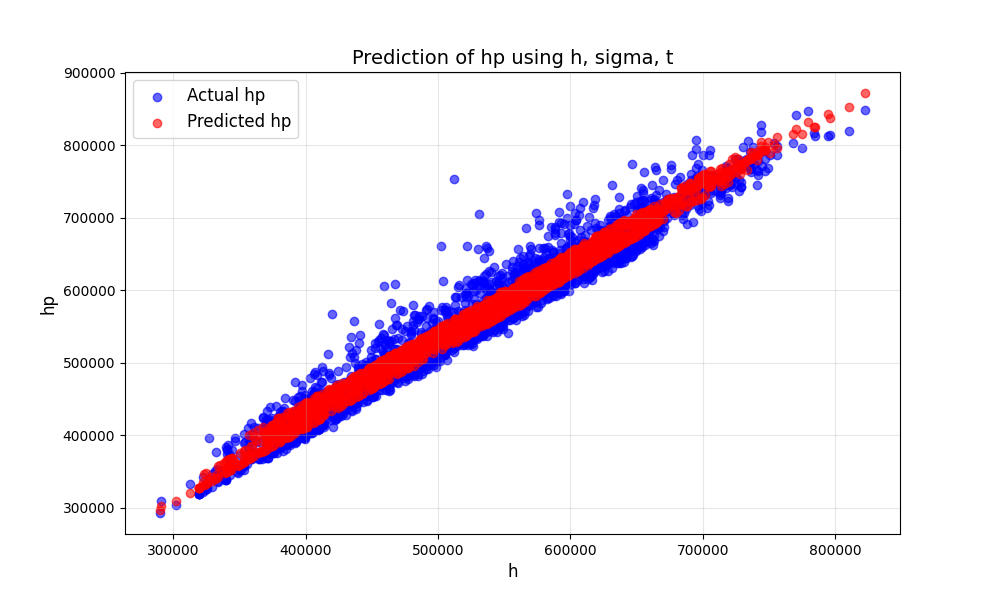 Prediction of hp using h, sigma, t
Actual hp
Predicted hp
900000
800000
700000
600000
500000
400000
300000
hp
300000 400000 500000 600000 700000 800000
h